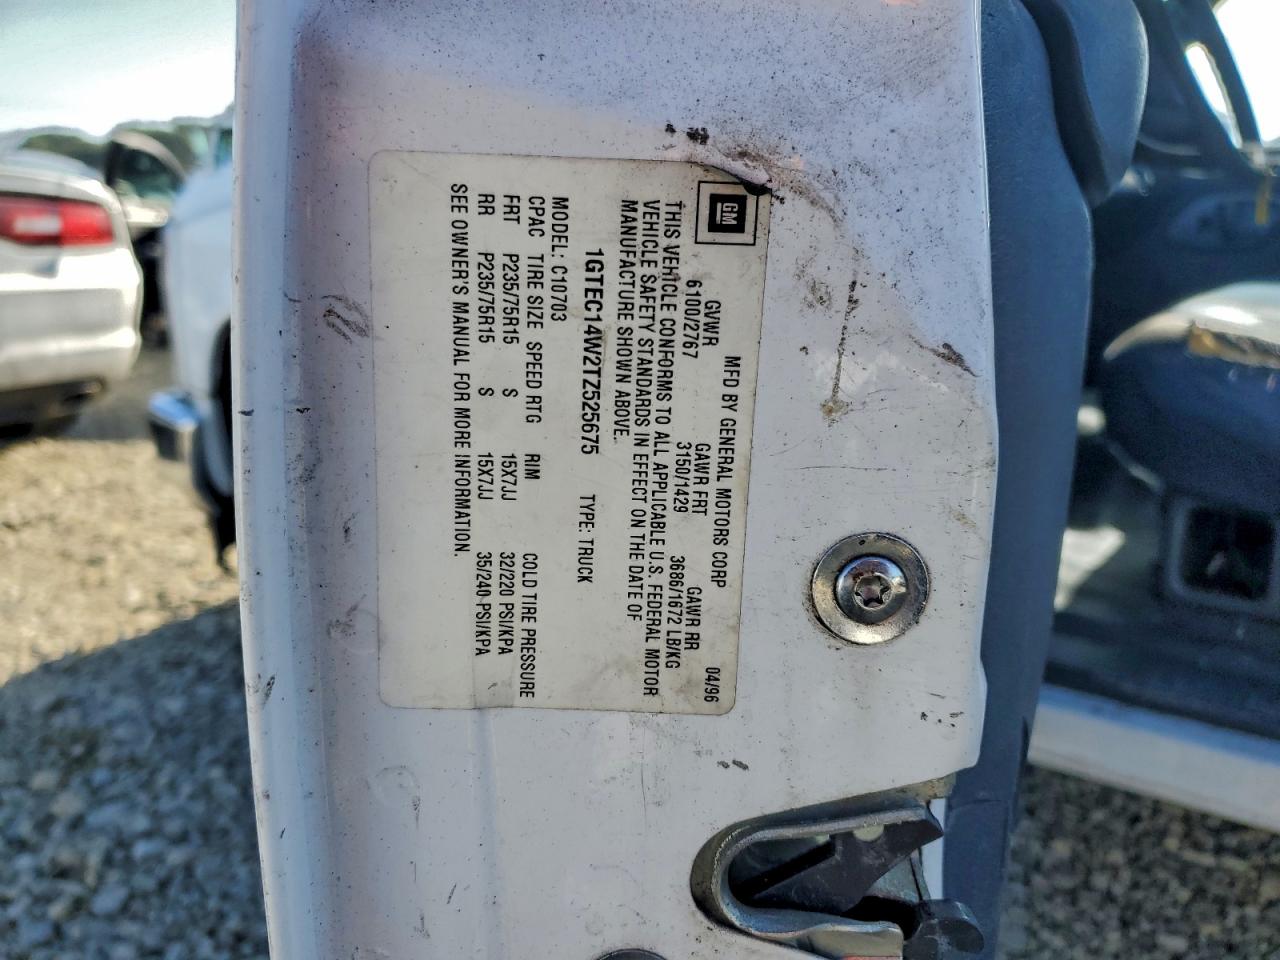 GM
MFD BY GENERAL MOTORS CORP 04/96
GVWR GAWR FRT GAWR RR
6100/2767 3150/1429 3686/1672 LB/KG
THIS VEHICLE CONFORMS TO ALL APPLICABLE U.S. FEDERAL MOTOR
VEHICLE SAFETY STANDARDS IN EFFECT ON THE DATE OF
MANUFACTURE SHOWN ABOVE.
1GTEC14W2TZ525675 TYPE: TRUCK
MODEL: C10703
CPAC TIRE SIZE SPEED RTG RIM COLD TIRE PRESSURE
FRT P235/75R15 S 15X7JJ 32/220 PSI/KPA
RR P235/75R15 S 15X7JJ 35/240-PSI/KPA
SEE OWNER'S MANUAL FOR MORE INFORMATION.